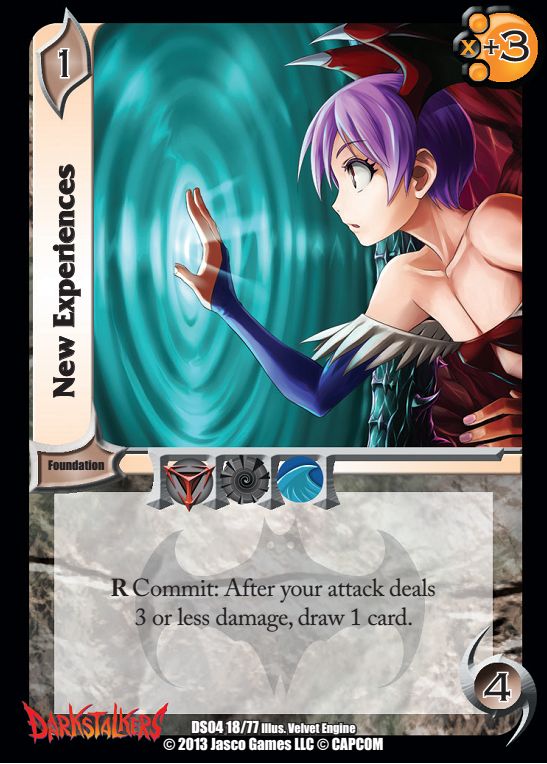 1
x+3
New Experiences
Foundation
R Commit: After your attack deals
3 or less damage, draw 1 card.
4
DARKSTALKERS
DS04 18/77 Illus. Velvet Engine
© 2013 Jasco Games LLC © CAPCOM